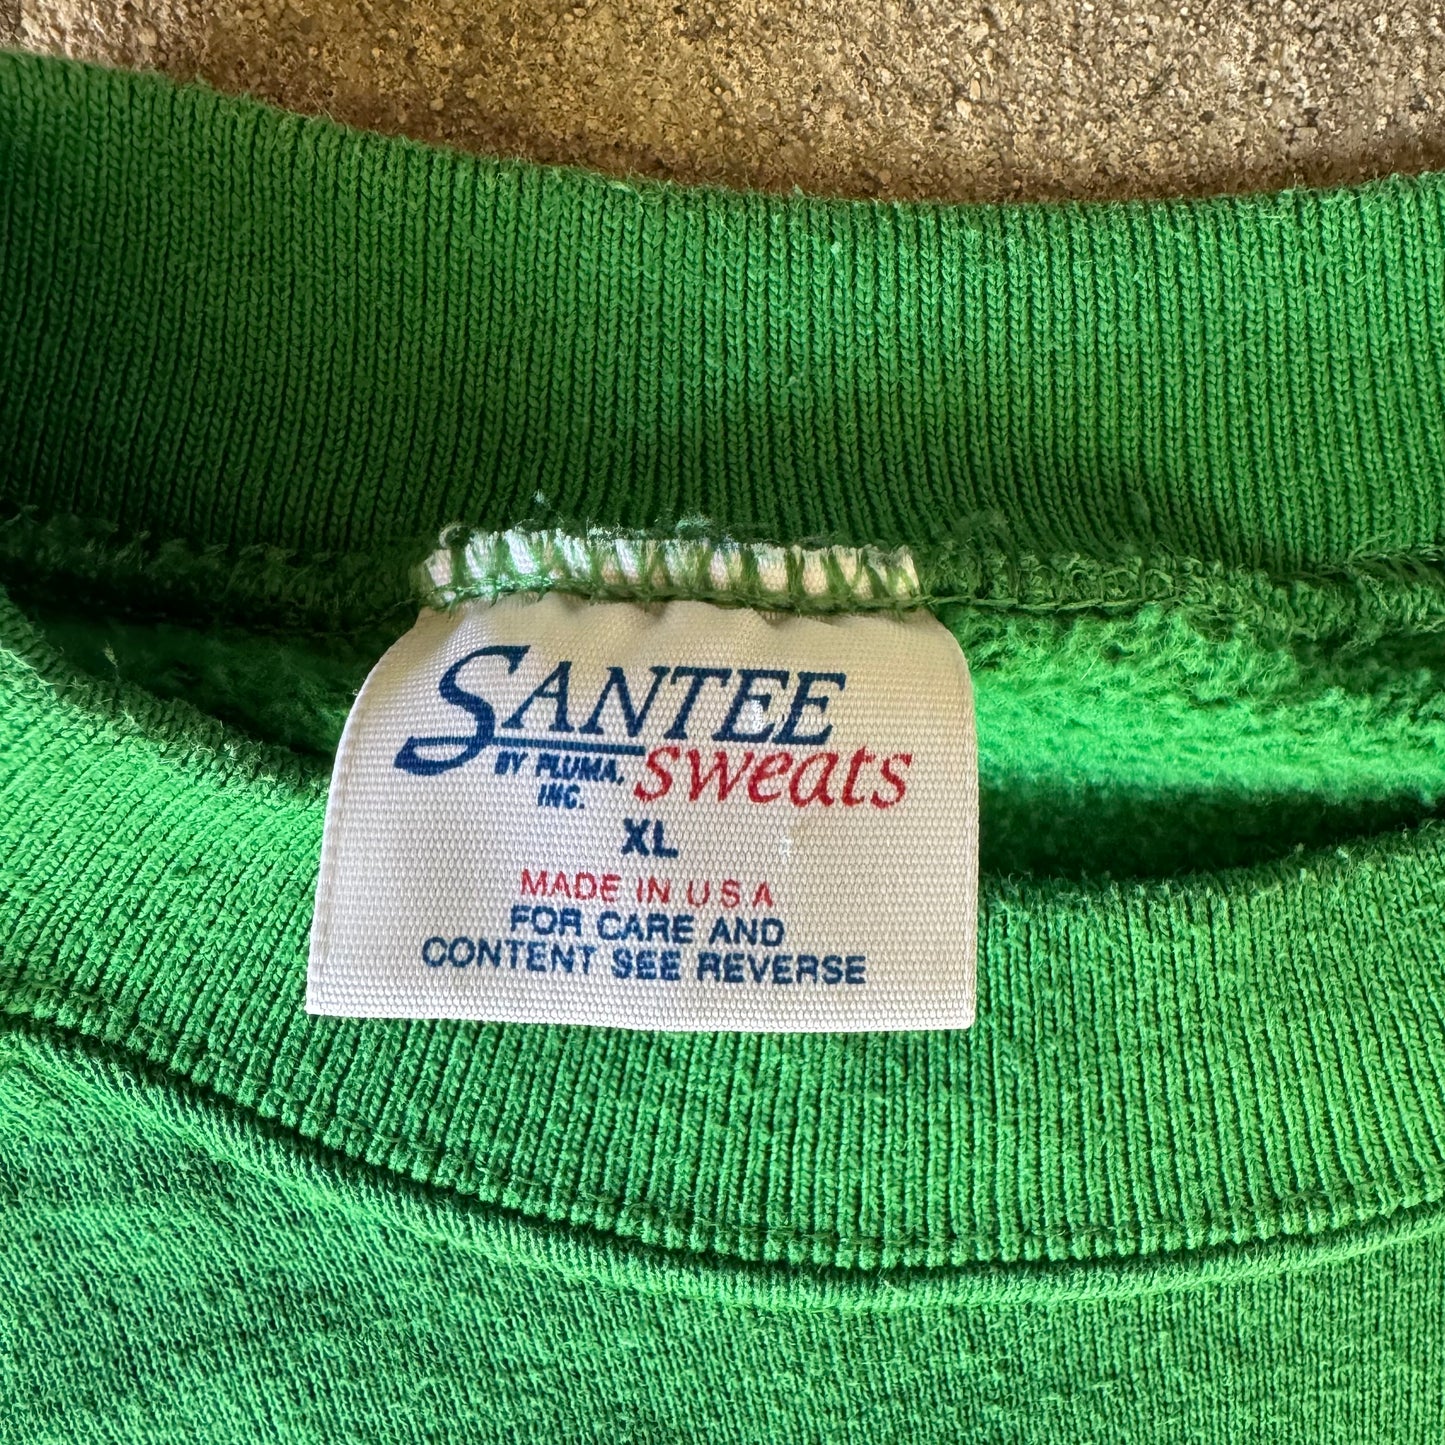 SANTEE
BY PLUMA, sweats
INC.
XL
MADE IN U S A
FOR CARE AND
CONTENT SEE REVERSE